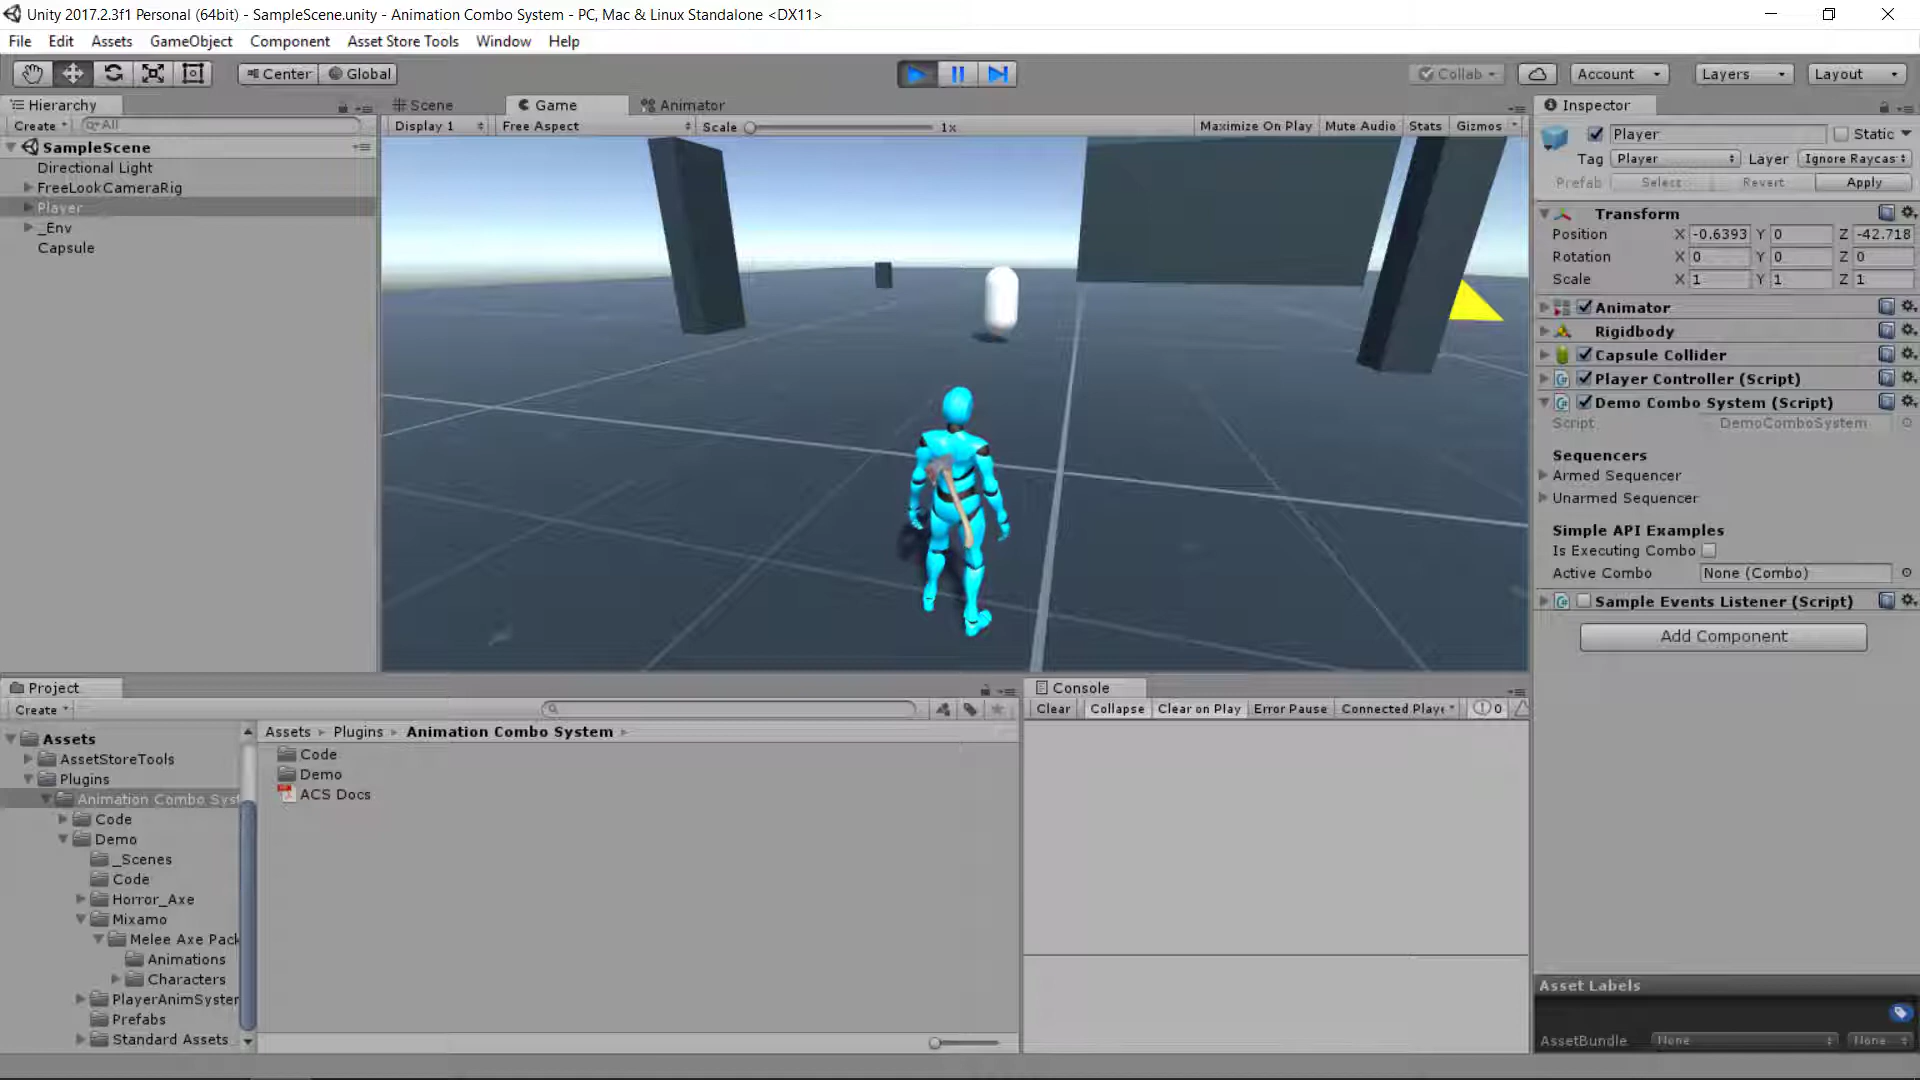 Unity 2017.2.3f1 Personal (64bit) - SampleScene.unity - Animation Combo System - PC, Mac & Linux Standalone <DX11>
File Edit Assets GameObject Component Asset Store Tools Window Help
Center Global Collab Account Layers Layout
Hierarchy
Create All
SampleScene
Directional Light
FreeLookCameraRig
Player
_Env
Capsule
Scene Game Animator
Display 1 Free Aspect Scale 1x Maximize On Play Mute Audio Stats Gizmos
Inspector
Player Static
Tag Player Layer Ignore Raycas
Prefab Select Revert Apply
Transform
Position X -0.6393 Y 0 Z -42.718
Rotation X 0 Y 0 Z 0
Scale X 1 Y 1 Z 1
Animator
Rigidbody
Capsule Collider
Player Controller (Script)
Demo Combo System (Script)
Script DemoComboSystem
Sequencers
Armed Sequencer
Unarmed Sequencer
Simple API Examples
Is Executing Combo
Active Combo None (Combo)
Sample Events Listener (Script)
Add Component
Project
Create
Assets
AssetStoreTools
Plugins
Animation Combo Syst
Code
Demo
_Scenes
Code
Horror_Axe
Mixamo
Melee Axe Pack
Animations
Characters
PlayerAnimSyster
Prefabs
Standard Assets
Assets Plugins Animation Combo System
Code
Demo
ACS Docs
Console
Clear Collapse Clear on Play Error Pause Connected Playe 0
Asset Labels
AssetBundle None None